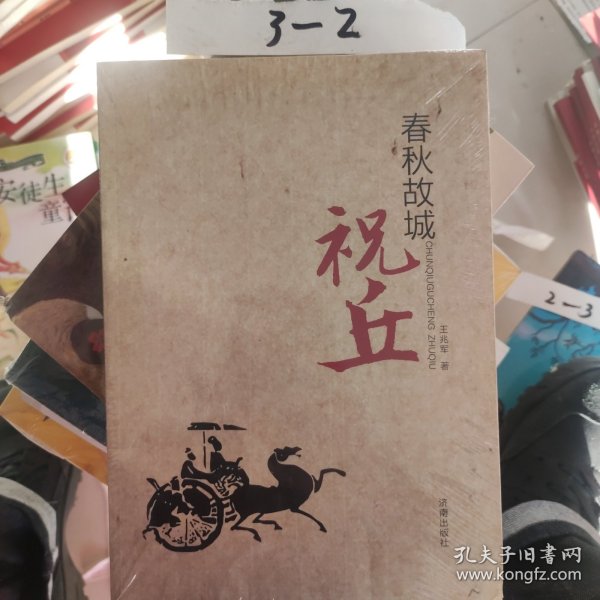 3-2
春秋故城
祝丘
CHUNQIUGUCHENG ZHUQIU
王兆军 著
济南出版社
安徒生
童
2-3
孔夫子旧书网
www.kongfz.com